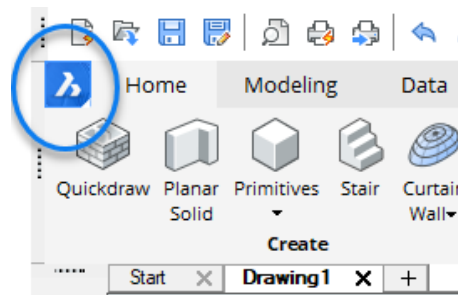 Home Modeling Data
Quickdraw Planar Solid Primitives Stair Curtain Wall
Create
Start Drawing1